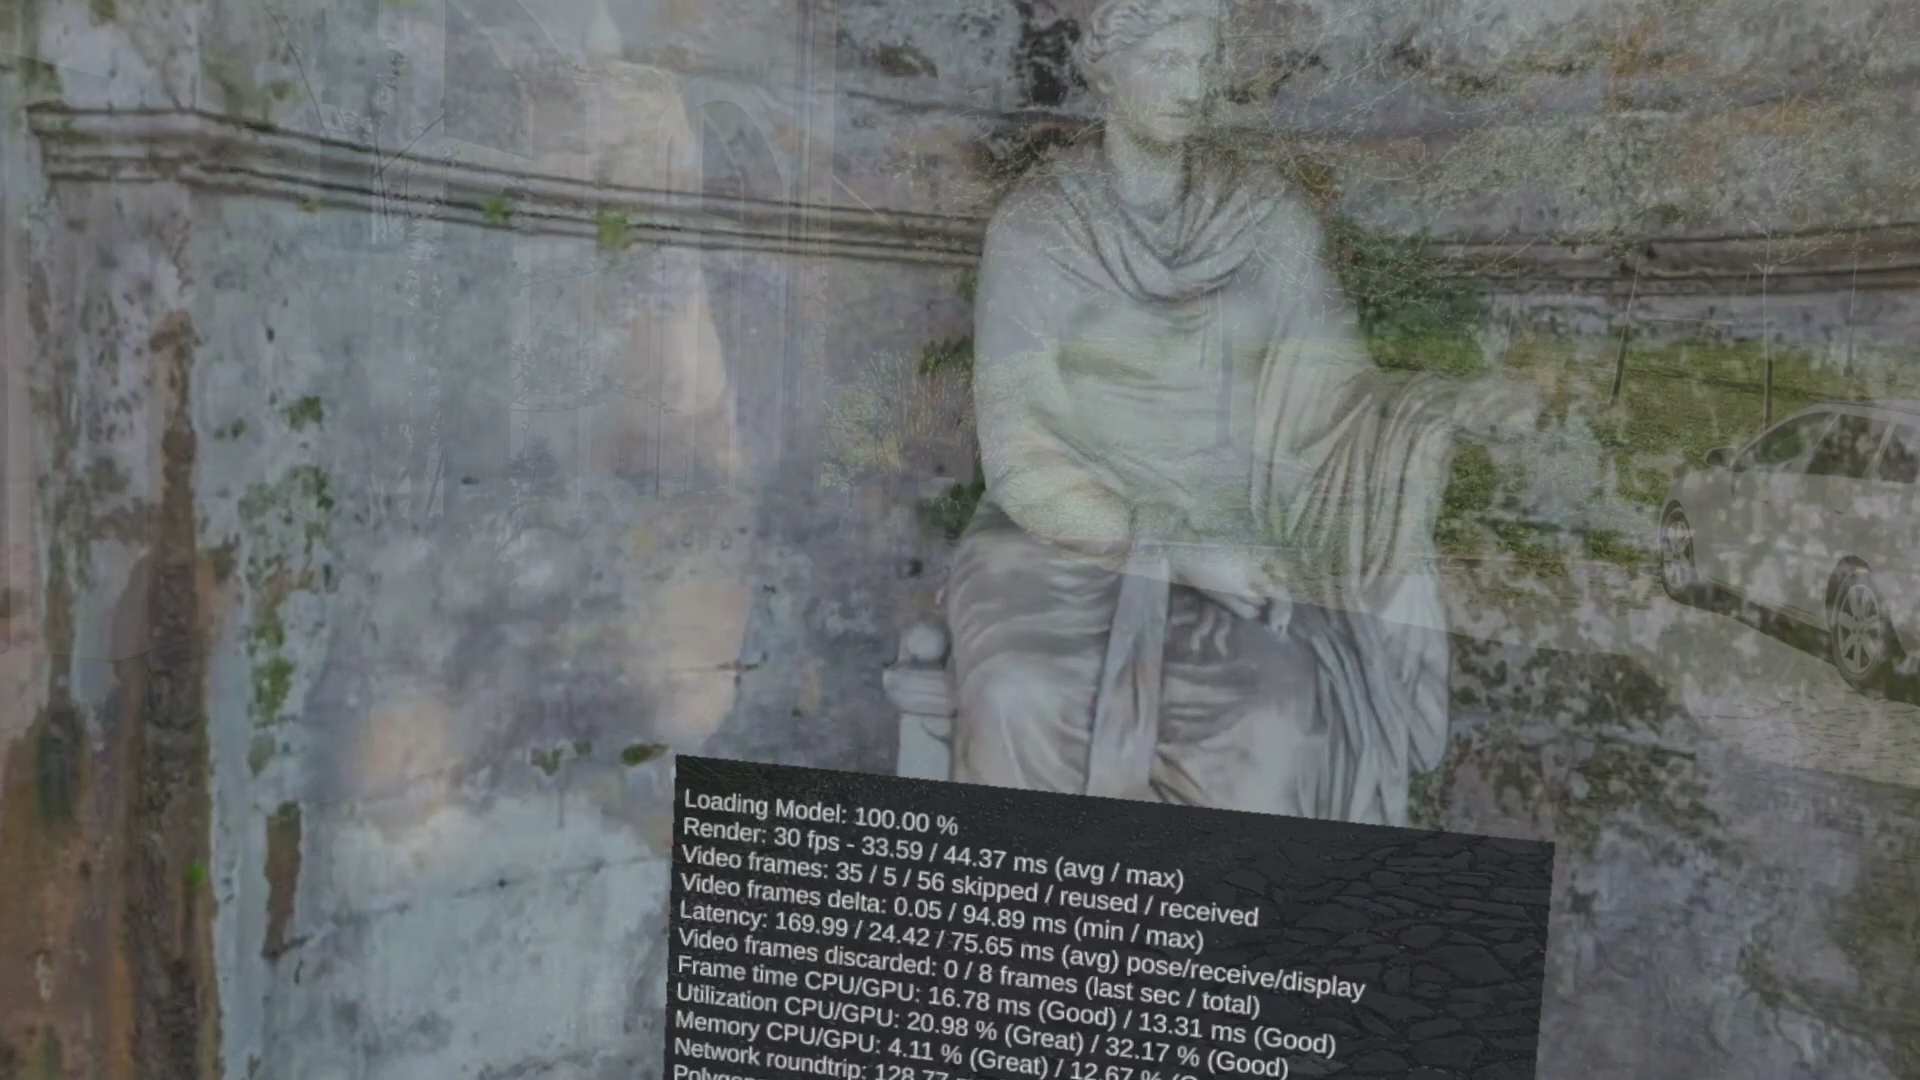 Loading Model: 100.00 %
Render: 30 fps - 33.59 / 44.37 ms (avg / max)
Video frames: 35 / 5 / 56 skipped / reused / received
Video frames delta: 0.05 / 94.89 ms (min / max)
Latency: 169.99 / 24.42 / 75.65 ms (avg) pose/receive/display
Video frames discarded: 0 / 8 frames (last sec / total)
Frame time CPU/GPU: 16.78 ms (Good) / 13.31 ms (Good)
Utilization CPU/GPU: 20.98 % (Great) / 32.17 % (Good)
Memory CPU/GPU: 4.11 % (Great) / 12.67 %
Network roundtrip: 128.77